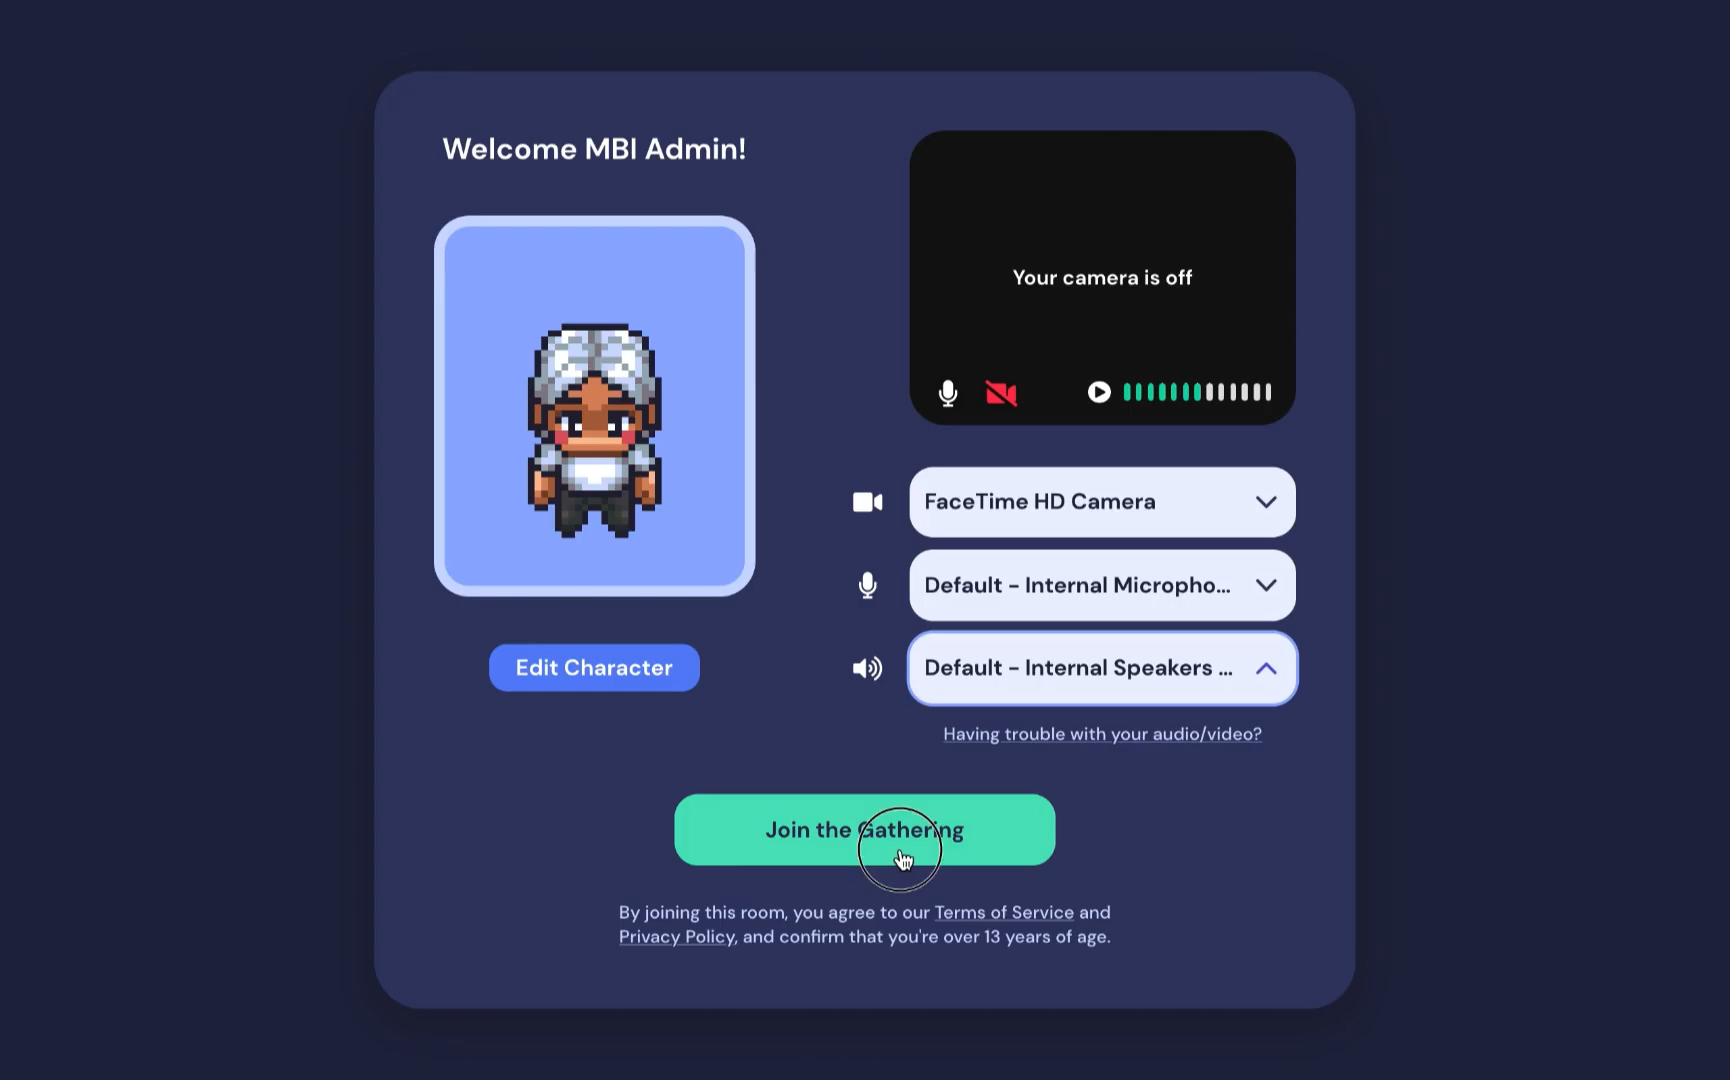 Welcome MBI Admin!
Your camera is off
FaceTime HD Camera
Default - Internal Micropho...
Edit Character
Default - Internal Speakers ...
Having trouble with your audio/video?
Join the Gathering
By joining this room, you agree to our Terms of Service and
Privacy Policy, and confirm that you're over 13 years of age.